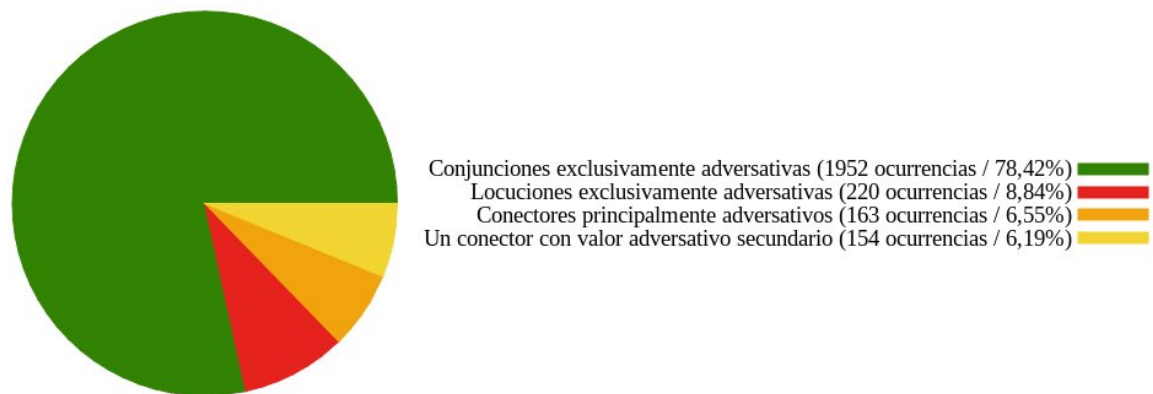 Conjunciones exclusivamente adversativas (1952 ocurrencias / 78,42%)
Locuciones exclusivamente adversativas (220 ocurrencias / 8,84%)
Conectores principalmente adversativos (163 ocurrencias / 6,55%)
Un conector con valor adversativo secundario (154 ocurrencias / 6,19%)